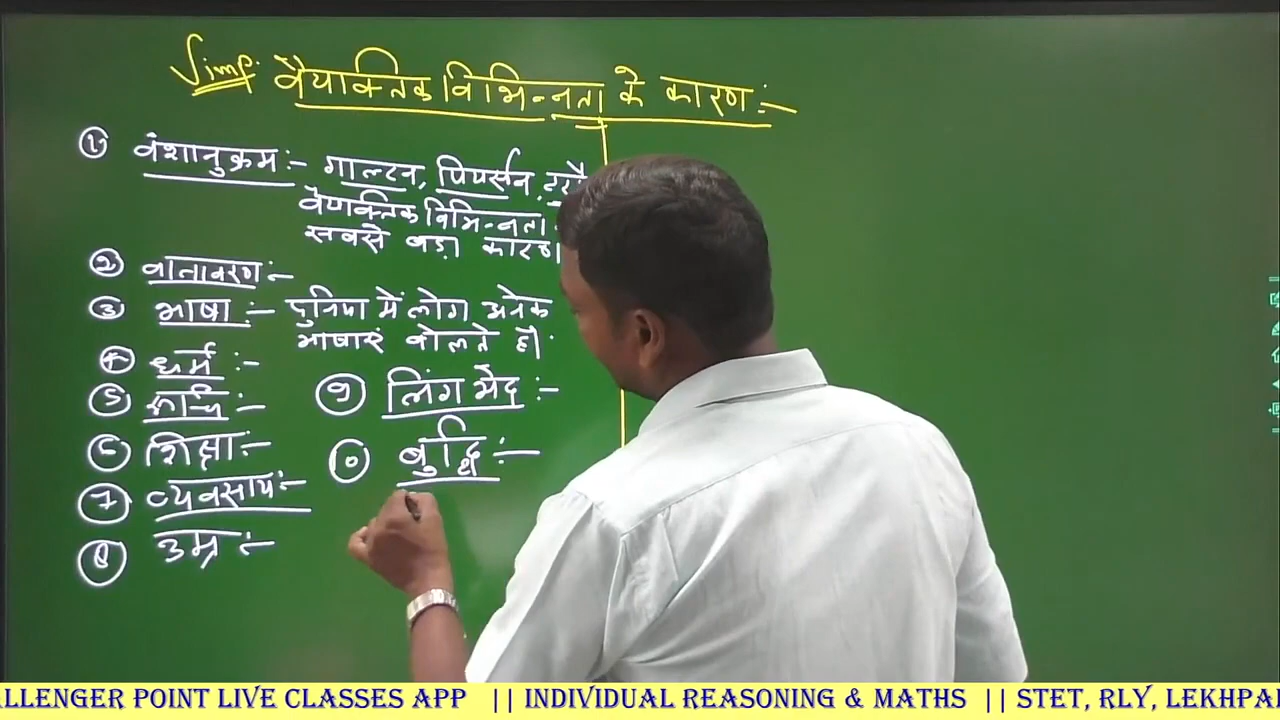 √imp. वैयाक्तिक विभिन्नता के कारण :-
① वंशानुक्रम :- गाल्टन, पियर्सन,
वैयक्तिक विभिन्नता
सबसे बड़ा कारण
② वातावरण :-
③ भाषा :- दुनिया में लोग अनेक
भाषाएं बोलते हैं।
④ धर्म :-
⑤ रूचि :-
⑥ शिक्षा :-
⑦ व्यवसाय :-
⑧ उम्र :-
⑨ लिंग भेद :-
⑩ बुद्धि :-
ALLENGER POINT LIVE CLASSES APP || INDIVIDUAL REASONING & MATHS || STET, RLY, LEKHPA